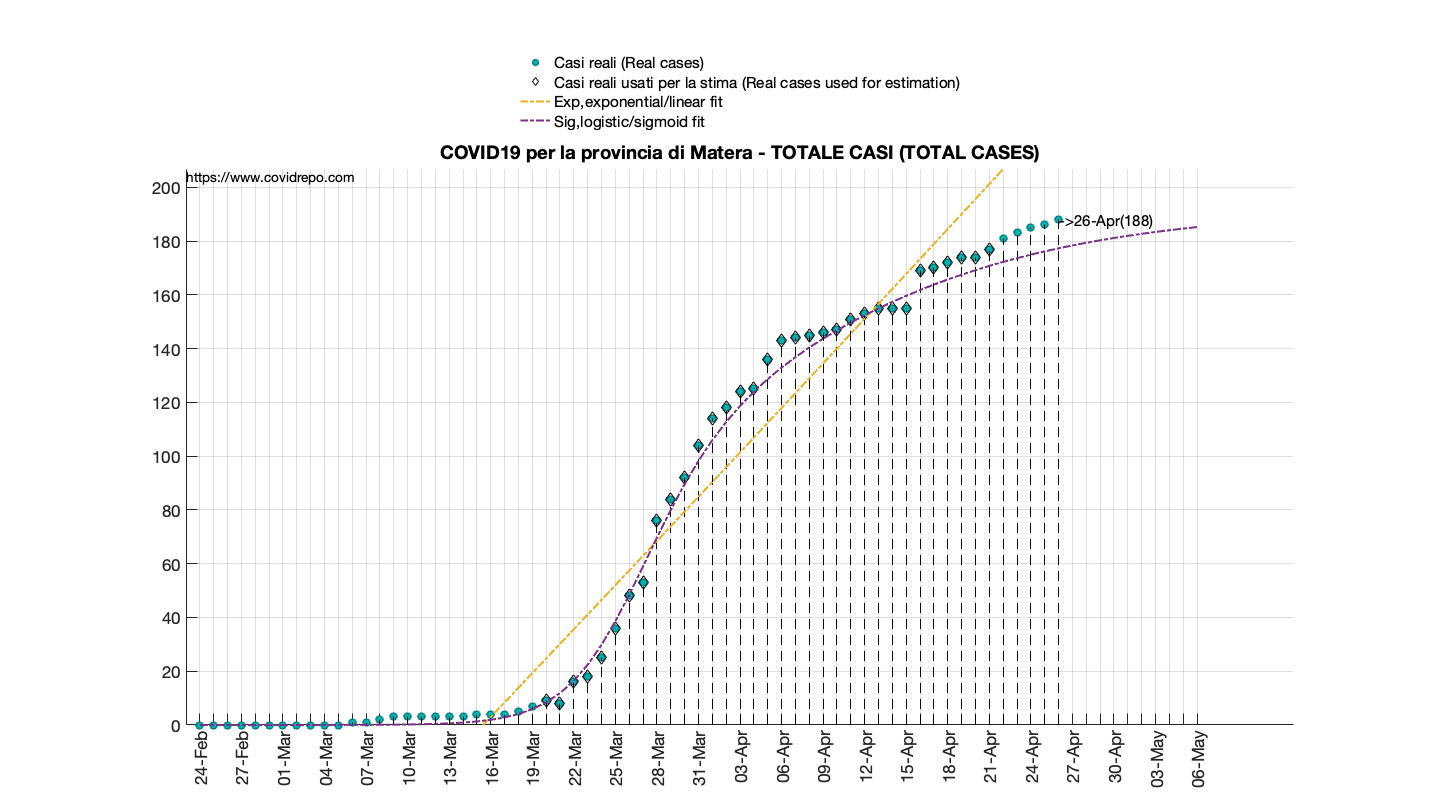 Casi reali (Real cases)
Casi reali usati per la stima (Real cases used for estimation)
Exp,exponential/linear fit
Sig,logistic/sigmoid fit
COVID19 per la provincia di Matera - TOTALE CASI (TOTAL CASES)
https://www.covidrepo.com
200
180
160
140
120
100
80
60
40
20
0
->26-Apr(188)
24-Feb
27-Feb
01-Mar
04-Mar
07-Mar
10-Mar
13-Mar
16-Mar
19-Mar
22-Mar
25-Mar
28-Mar
31-Mar
03-Apr
06-Apr
09-Apr
12-Apr
15-Apr
18-Apr
21-Apr
24-Apr
27-Apr
30-Apr
03-May
06-May